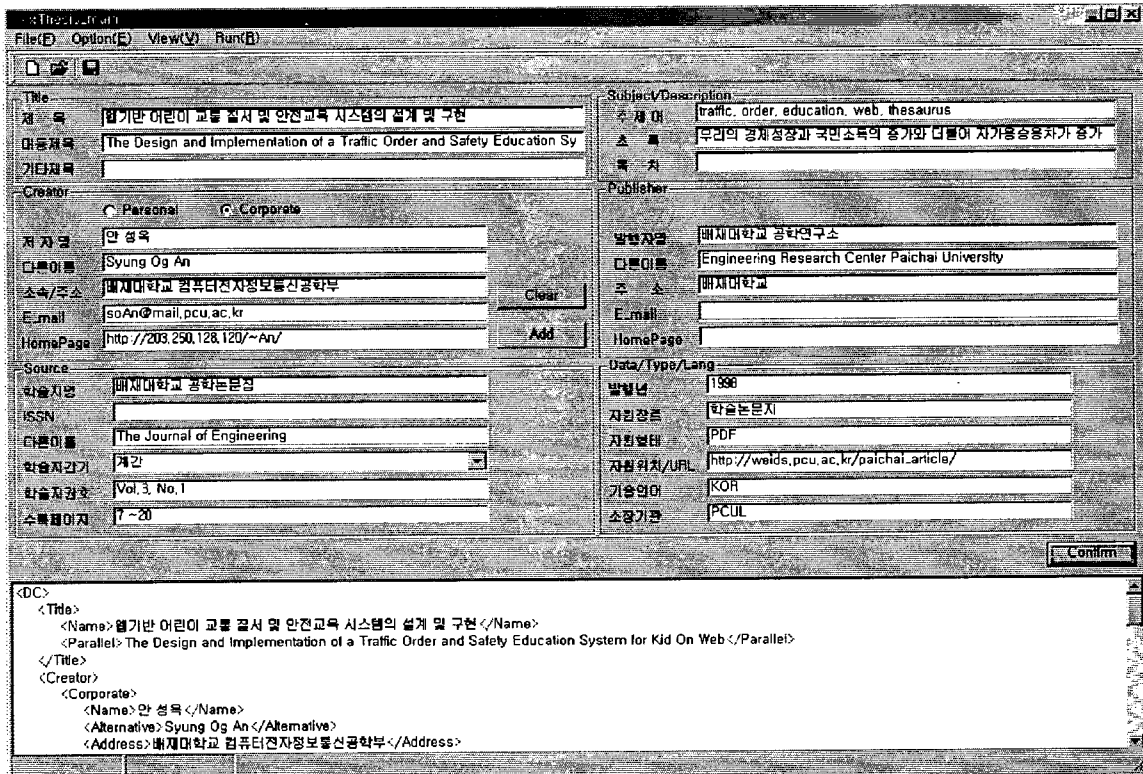 xThesis_main
File(F) Option(E) View(V) Run(R)
Title
제 목 웹기반 어린이 교통 질서 및 안전교육 시스템의 설계 및 구현
대등제목 The Design and Implementation of a Traffic Order and Safety Education Sy
기타제목
Subject/Description
주 제 어 traffic, order, education, web, thesaurus
초 록 우리의 경제성장과 국민소득의 증가와 더불어 자가용승용차가 증가
목 차
Creator
Personal Corporate
저 자 명 안 성옥
다른이름 Syung Og An
소속/주소 배재대학교 컴퓨터전자정보통신공학부
E_mail soAn@mail.pcu.ac.kr
HomePage http://203.250.128.120/~An/
Clear
Add
Publisher
발행자명 배재대학교 공학연구소
다른이름 Engineering Research Center Paichai University
주 소 배재대학교
E_mail
HomePage
Source
학술지명 배재대학교 공학논문집
ISSN
다른이름 The Journal of Engineering
학술지간기 계간
학술지권호 Vol.3, No.1
수록페이지 7 ~20
Data/Type/Lang
발행년 1998
자원장르 학술논문지
자원형태 PDF
자원위치/URL http://weids.pcu.ac.kr/paichai_article/
기술언어 KOR
소장기관 PCUL
Confirm
<DC>
<Title>
<Name>웹기반 어린이 교통 질서 및 안전교육 시스템의 설계 및 구현</Name>
<Parallel>The Design and Implementation of a Traffic Order and Safety Education System for Kid On Web</Parallel>
</Title>
<Creator>
<Corporate>
<Name>안 성옥</Name>
<Alternative>Syung Og An</Alternative>
<Address>배재대학교 컴퓨터전자정보통신공학부</Address>